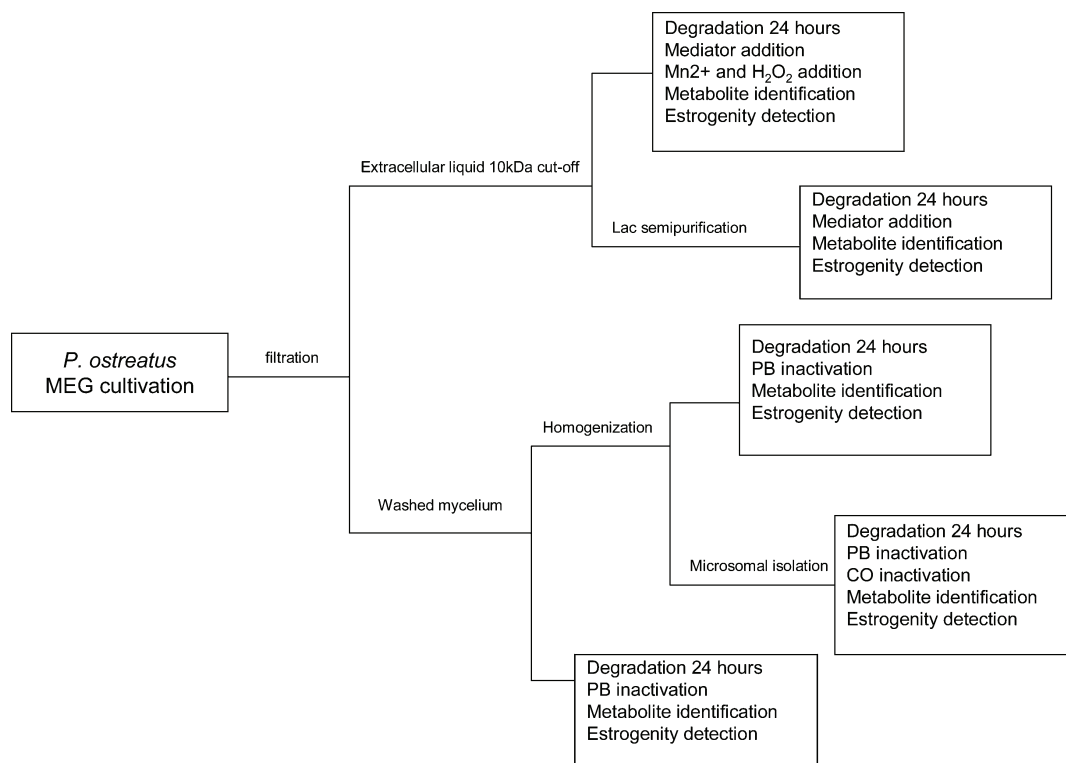 Degradation 24 hours
Mediator addition
Mn2+ and H₂O₂ addition
Metabolite identification
Estrogenity detection
Extracellular liquid 10kDa cut-off
Lac semipurification
Degradation 24 hours
Mediator addition
Metabolite identification
Estrogenity detection
P. ostreatus
MEG cultivation
filtration
Degradation 24 hours
PB inactivation
Metabolite identification
Estrogenity detection
Homogenization
Washed mycelium
Microsomal isolation
Degradation 24 hours
PB inactivation
CO inactivation
Metabolite identification
Estrogenity detection
Degradation 24 hours
PB inactivation
Metabolite identification
Estrogenity detection